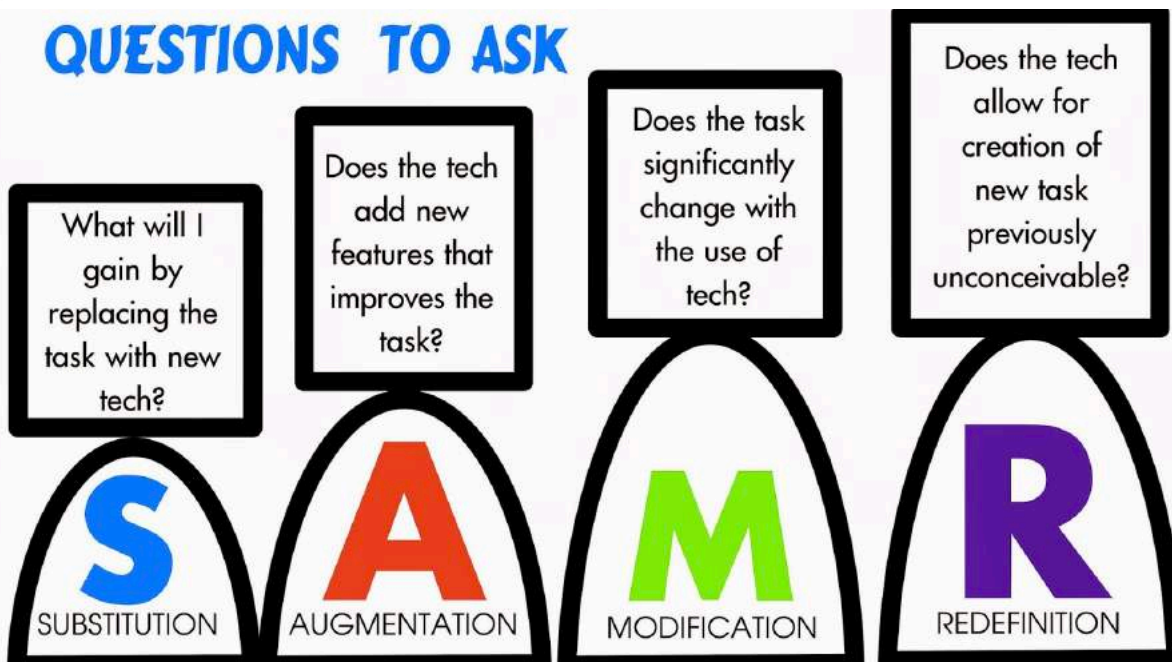 QUESTIONS TO ASK
What will I
gain by
replacing the
task with new
tech?
S
SUBSTITUTION
Does the tech
add new
features that
improves the
task?
A
AUGMENTATION
Does the task
significantly
change with
the use of
tech?
M
MODIFICATION
Does the tech
allow for
creation of
new task
previously
unconceivable?
R
REDEFINITION